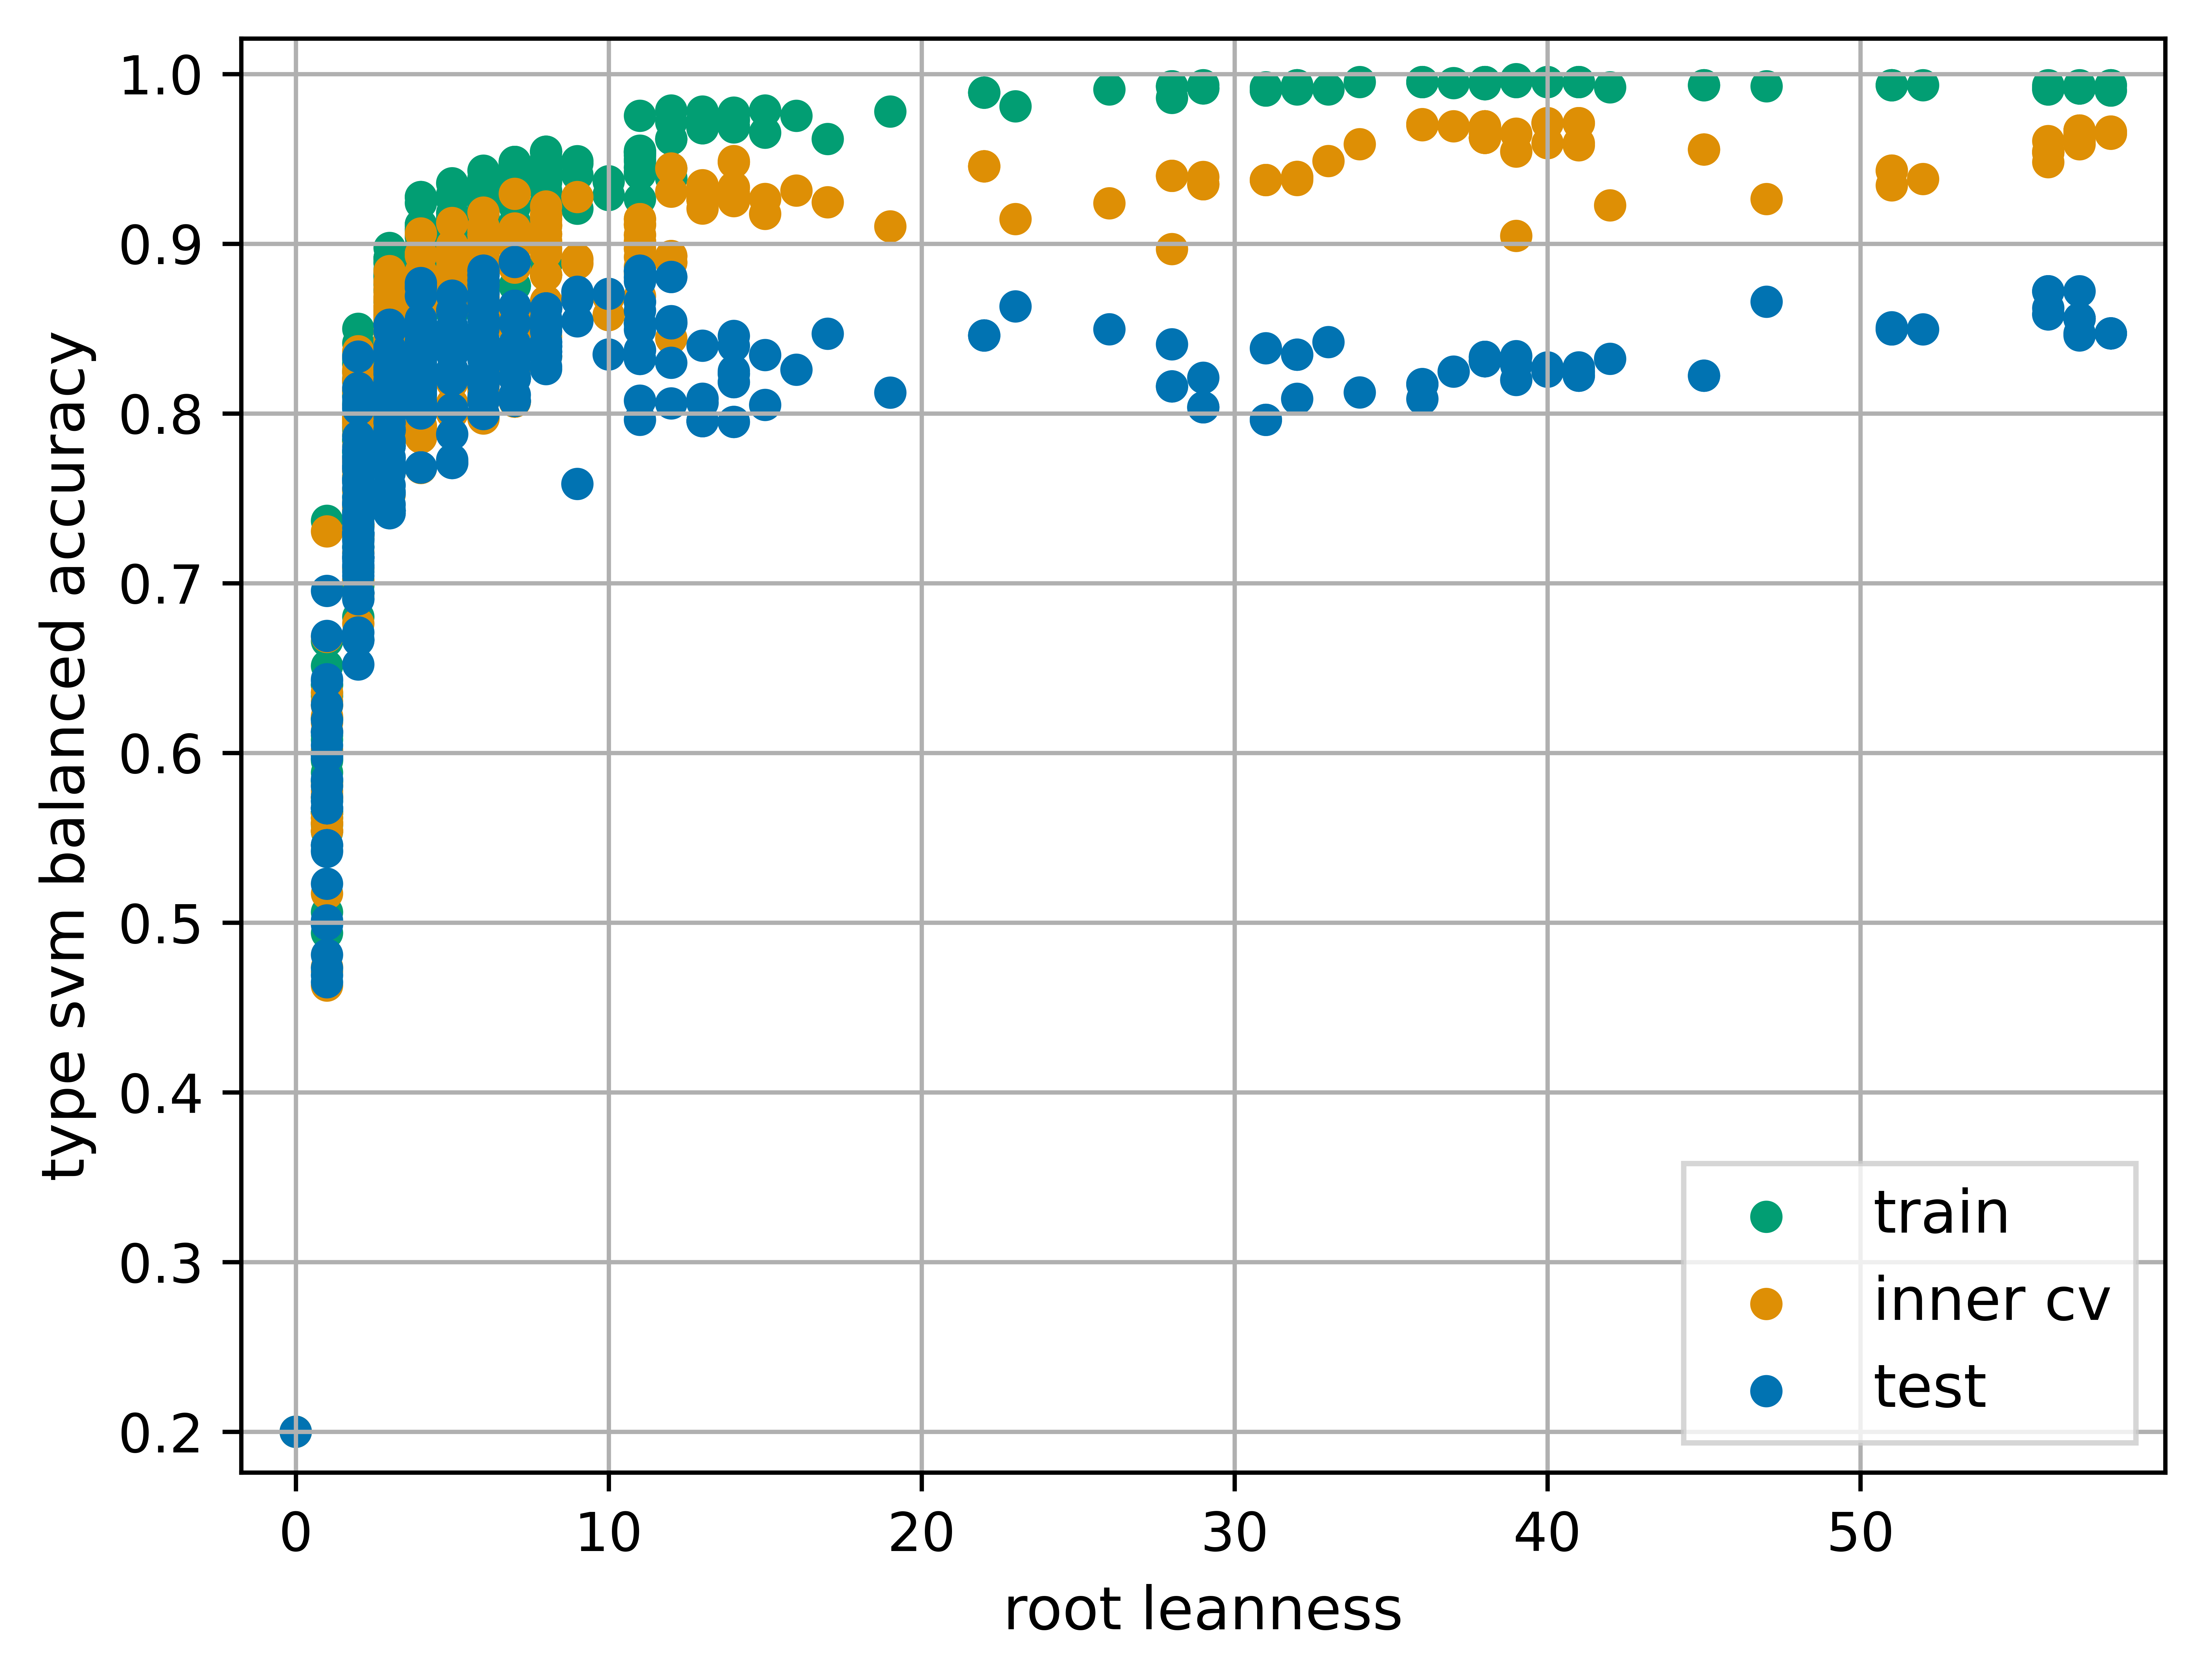 type svm balanced accuracy
1.0
0.9
0.8
0.7
0.6
0.5
0.4
0.3
0.2
0 10 20 30 40 50
root leanness
train
inner cv
test